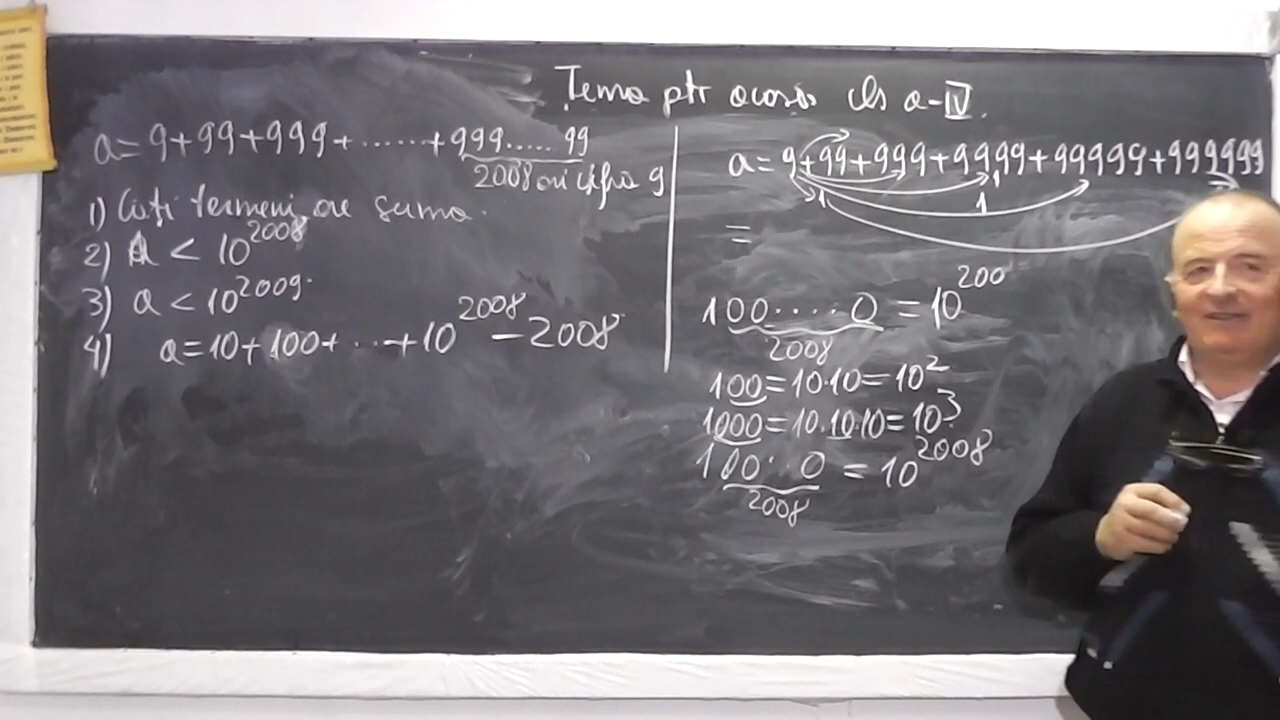 Tema ptr acasă cls a-IV.
a=9+99+999+......+999.....99
2008 ori cifra 9
1) Câți termeni are suma.
2) a < 10^2008
3) a < 10^2009.
4) a=10+100+...+10^2008-2008
a=9+99+999+9999+99999+999999
1 1
1
=
100....0 = 10^200
2008
100=10·10=10^2
1000=10.10.10=10^3
100..0 = 10^2008
2008